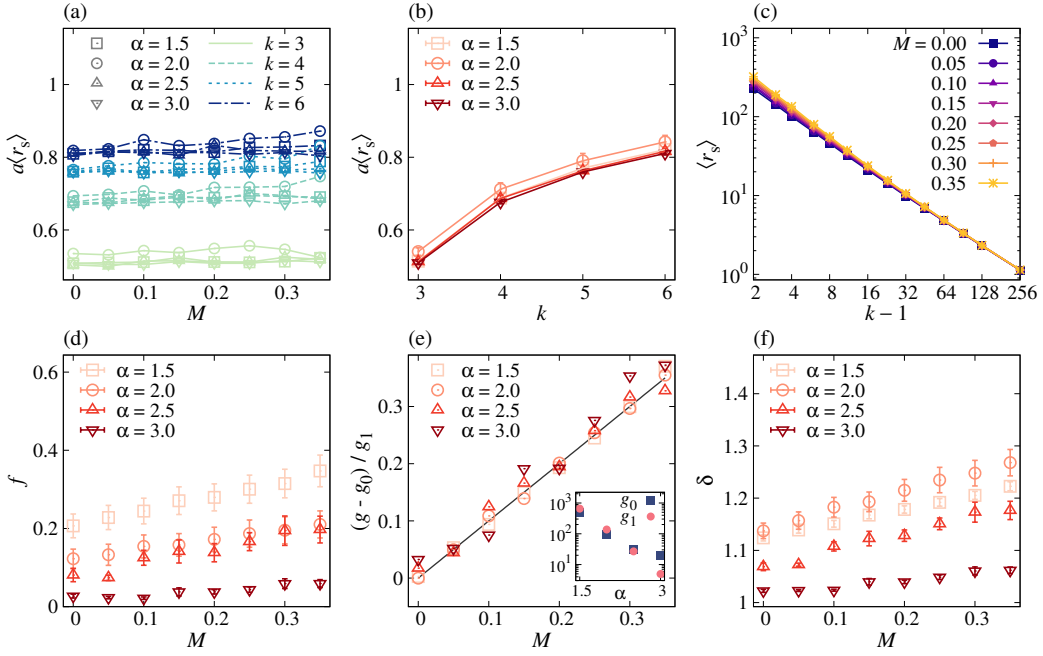 (a)
α = 1.5 k = 3
α = 2.0 k = 4
α = 2.5 k = 5
α = 3.0 k = 6
1
0.8
0.6
a⟨r_s⟩
0 0.1 0.2 0.3
M
(b)
α = 1.5
α = 2.0
α = 2.5
α = 3.0
1
0.8
0.6
a⟨r_s⟩
3 4 5 6
k
(c)
M = 0.00
0.05
0.10
0.15
0.20
0.25
0.30
0.35
10^3
10^2
10^1
10^0
⟨r_s⟩
2 4 8 16 32 64 128 256
k − 1
(d)
α = 1.5
α = 2.0
α = 2.5
α = 3.0
0.6
0.4
0.2
0
f
0 0.1 0.2 0.3
M
(e)
α = 1.5
α = 2.0
α = 2.5
α = 3.0
0.3
0.2
0.1
0
(g - g_0) / g_1
0 0.1 0.2 0.3
M
g_0
g_1
10^3
10^2
10^1
1.5 3
α
(f)
α = 1.5
α = 2.0
α = 2.5
α = 3.0
1.4
1.3
1.2
1.1
1
δ
0 0.1 0.2 0.3
M